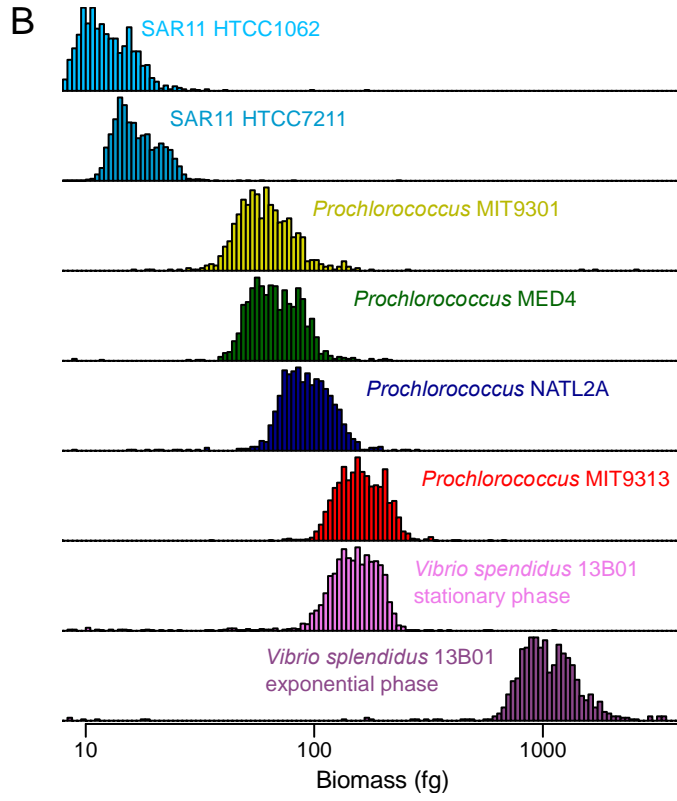 B
SAR11 HTCC1062
SAR11 HTCC7211
Prochlorococcus MIT9301
Prochlorococcus MED4
Prochlorococcus NATL2A
Prochlorococcus MIT9313
Vibrio spendidus 13B01
stationary phase
Vibrio splendidus 13B01
exponential phase
10 100 1000
Biomass (fg)